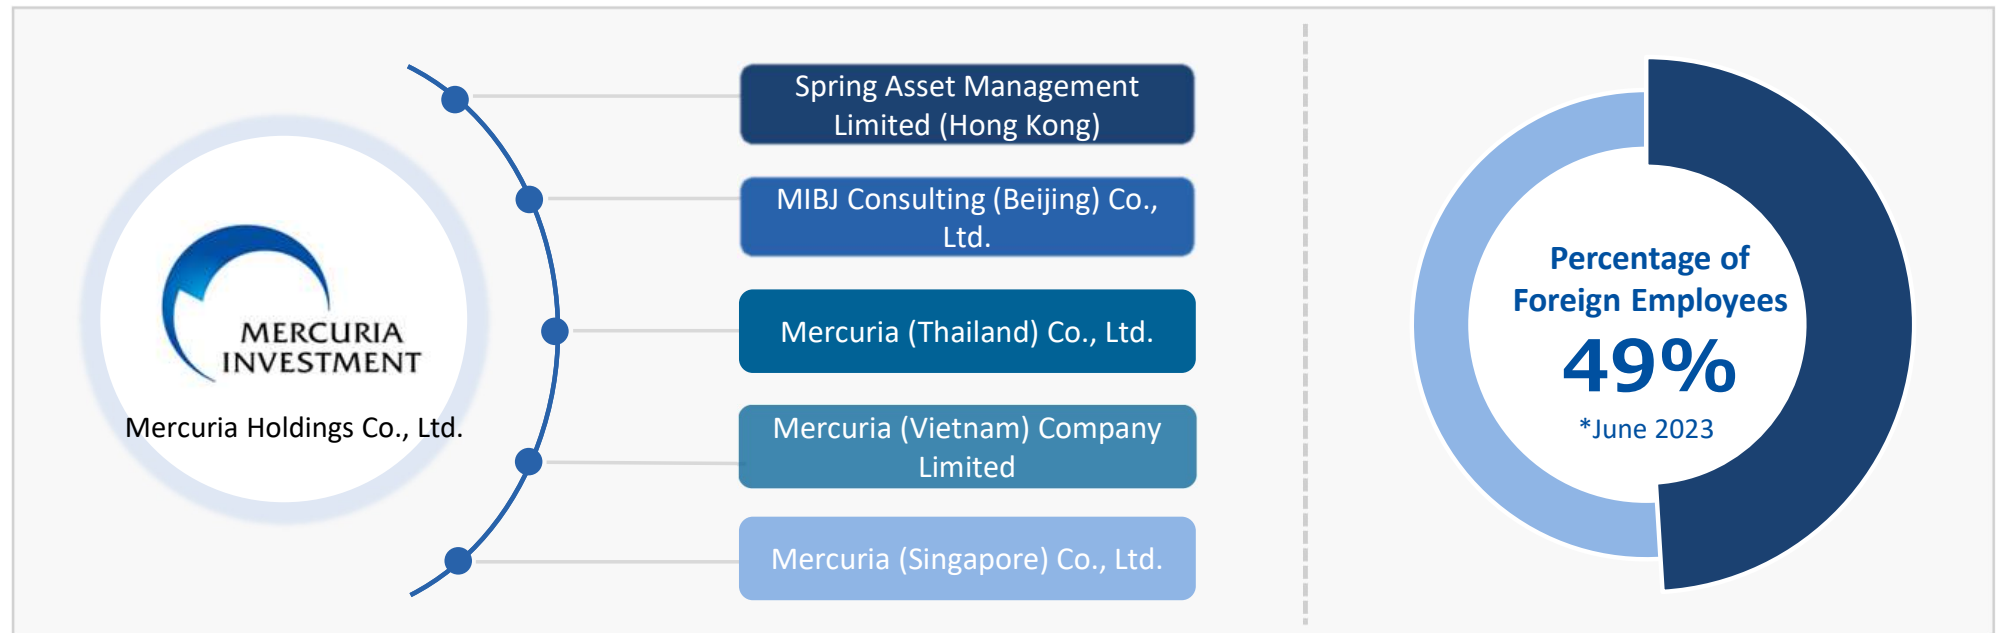 MERCURIA
INVESTMENT
Mercuria Holdings Co., Ltd.
Spring Asset Management
Limited (Hong Kong)
MIBJ Consulting (Beijing) Co.,
Ltd.
Mercuria (Thailand) Co., Ltd.
Mercuria (Vietnam) Company
Limited
Mercuria (Singapore) Co., Ltd.
Percentage of
Foreign Employees
49%
*June 2023